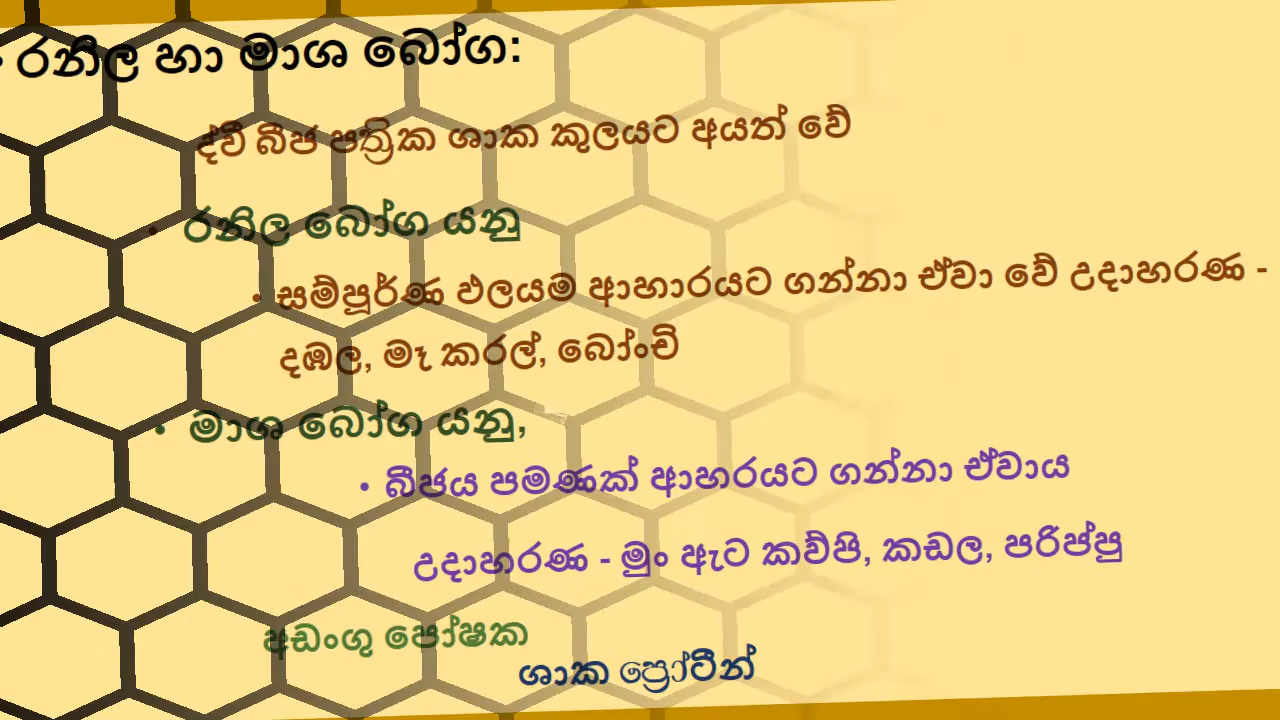 • රනිල හා මාශ බෝග:
ද්වී බීජ පත්‍රික ශාක කුලයට අයත් වේ
• රනිල බෝග යනු
• සම්පූර්ණ ඵලයම ආහාරයට ගන්නා ඒවා වේ උදාහරණ -
දඹල, මෑ කරල්, බෝංචි
• මාශ බෝග යනු,
• බීජය පමණක් ආහරයට ගන්නා ඒවාය
උදාහරණ - මුං ඇට කව්පි, කඩල, පරිප්පු
අඩංගු පෝෂක
ශාක ප්‍රෝටීන්